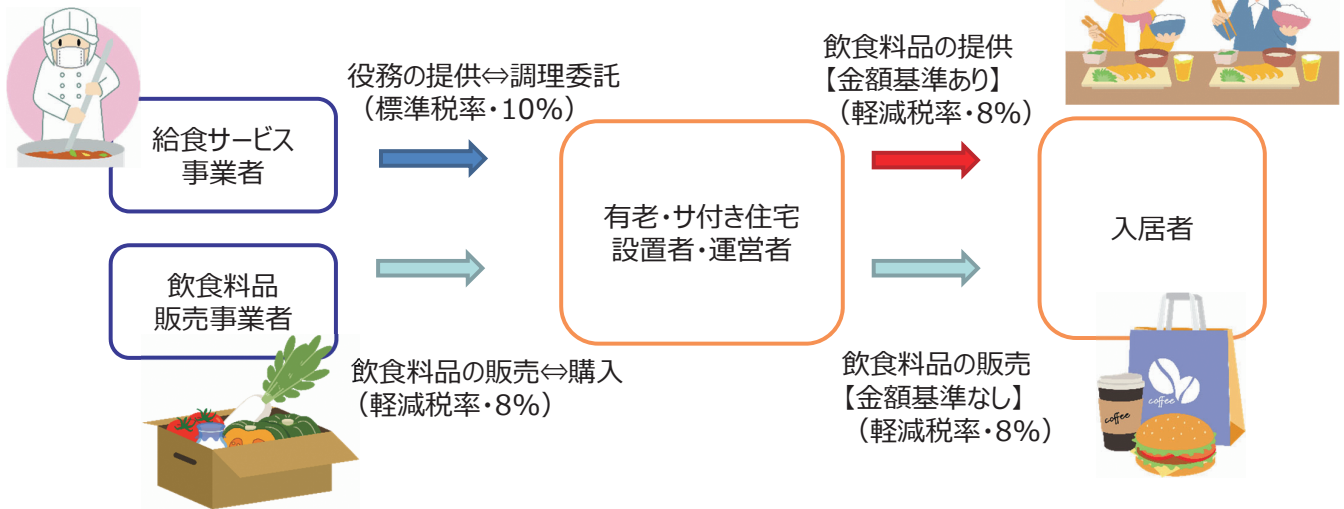 役務の提供⇔調理委託
（標準税率・10%）
飲食料品の提供
【金額基準あり】
（軽減税率・8%）
給食サービス
事業者
有老・サ付き住宅
設置者・運営者
入居者
飲食料品
販売事業者
飲食料品の販売⇔購入
（軽減税率・8%）
飲食料品の販売
【金額基準なし】
（軽減税率・8%）
coffee
coffee